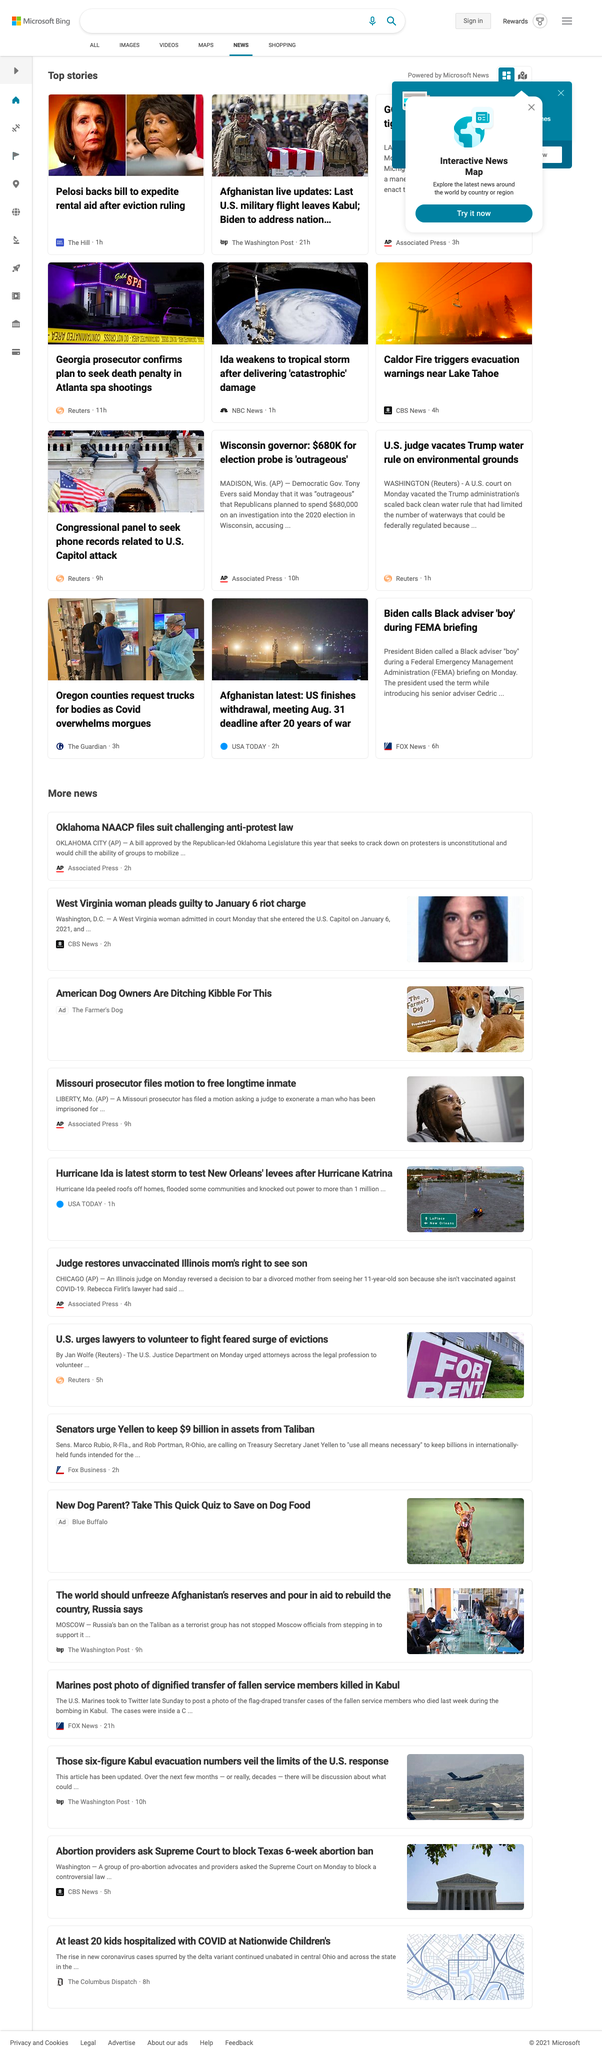 Microsoft Bing
Sign in
Rewards
ALL
IMAGES
VIDEOS
MAPS
NEWS
SHOPPING
Top stories
Powered by Microsoft News
Interactive News
Map
Explore the latest news around
the world by country or region
Try it now
Pelosi backs bill to expedite
rental aid after eviction ruling
The Hill · 1h
Afghanistan live updates: Last
U.S. military flight leaves Kabul;
Biden to address nation...
The Washington Post · 21h
Associated Press · 3h
Gold SPA
Georgia prosecutor confirms
plan to seek death penalty in
Atlanta spa shootings
Reuters · 11h
Ida weakens to tropical storm
after delivering 'catastrophic'
damage
NBC News · 1h
Caldor Fire triggers evacuation
warnings near Lake Tahoe
CBS News · 4h
Congressional panel to seek
phone records related to U.S.
Capitol attack
Reuters · 9h
Wisconsin governor: $680K for
election probe is 'outrageous'
MADISON, Wis. (AP) — Democratic Gov. Tony
Evers said Monday that it was "outrageous"
that Republicans planned to spend $680,000
on an investigation into the 2020 election in
Wisconsin, accusing ...
AP Associated Press · 10h
U.S. judge vacates Trump water
rule on environmental grounds
WASHINGTON (Reuters) - A U.S. court on
Monday vacated the Trump administration's
scaled back clean water rule that had limited
the number of waterways that could be
federally regulated because ...
Reuters · 1h
Oregon counties request trucks
for bodies as Covid
overwhelms morgues
The Guardian · 3h
Afghanistan latest: US finishes
withdrawal, meeting Aug. 31
deadline after 20 years of war
USA TODAY · 2h
Biden calls Black adviser 'boy'
during FEMA briefing
President Biden called a Black adviser "boy"
during a Federal Emergency Management
Administration (FEMA) briefing on Monday.
The president used the term while
introducing his senior adviser Cedric ...
FOX News · 6h
More news
Oklahoma NAACP files suit challenging anti-protest law
OKLAHOMA CITY (AP) — A bill approved by the Republican-led Oklahoma Legislature this year that seeks to crack down on protesters is unconstitutional and
would chill the ability of groups to mobilize ...
AP Associated Press · 2h
West Virginia woman pleads guilty to January 6 riot charge
Washington, D.C. — A West Virginia woman admitted in court Monday that she entered the U.S. Capitol on January 6,
2021, and ...
CBS News · 2h
American Dog Owners Are Ditching Kibble For This
Ad The Farmer's Dog
The Farmer's Dog
Missouri prosecutor files motion to free longtime inmate
LIBERTY, Mo. (AP) — A Missouri prosecutor has filed a motion asking a judge to exonerate a man who has been
imprisoned for ...
AP Associated Press · 9h
Hurricane Ida is latest storm to test New Orleans' levees after Hurricane Katrina
Hurricane Ida peeled roofs off homes, flooded some communities and knocked out power to more than 1 million ...
USA TODAY · 1h
LaPlace
New Orleans
Judge restores unvaccinated Illinois mom's right to see son
CHICAGO (AP) — An Illinois judge on Monday reversed a decision to bar a divorced mother from seeing her 11-year-old son because she isn't vaccinated against
COVID-19. Rebecca Firlit's lawyer had said ...
AP Associated Press · 4h
U.S. urges lawyers to volunteer to fight feared surge of evictions
By Jan Wolfe (Reuters) - The U.S. Justice Department on Monday urged attorneys across the legal profession to
volunteer ...
Reuters · 5h
FOR
RENT
Senators urge Yellen to keep $9 billion in assets from Taliban
Sens. Marco Rubio, R-Fla., and Rob Portman, R-Ohio, are calling on Treasury Secretary Janet Yellen to "use all means necessary" to keep billions in internationally-
held funds intended for the ...
Fox Business · 2h
New Dog Parent? Take This Quick Quiz to Save on Dog Food
Ad Blue Buffalo
The world should unfreeze Afghanistan's reserves and pour in aid to rebuild the
country, Russia says
MOSCOW — Russia's ban on the Taliban as a terrorist group has not stopped Moscow officials from stepping in to
support it ...
The Washington Post · 9h
Marines post photo of dignified transfer of fallen service members killed in Kabul
The U.S. Marines took to Twitter late Sunday to post a photo of the flag-draped transfer cases of the fallen service members who died last week during the
bombing in Kabul. The cases were inside a C ...
FOX News · 21h
Those six-figure Kabul evacuation numbers veil the limits of the U.S. response
This article has been updated. Over the next few months — or really, decades — there will be discussion about what
could ...
The Washington Post · 10h
Abortion providers ask Supreme Court to block Texas 6-week abortion ban
Washington — A group of pro-abortion advocates and providers asked the Supreme Court on Monday to block a
controversial law ...
CBS News · 5h
At least 20 kids hospitalized with COVID at Nationwide Children's
The rise in new coronavirus cases spurred by the delta variant continued unabated in central Ohio and across the state
in the ...
The Columbus Dispatch · 8h
Privacy and Cookies
Legal
Advertise
About our ads
Help
Feedback
© 2021 Microsoft